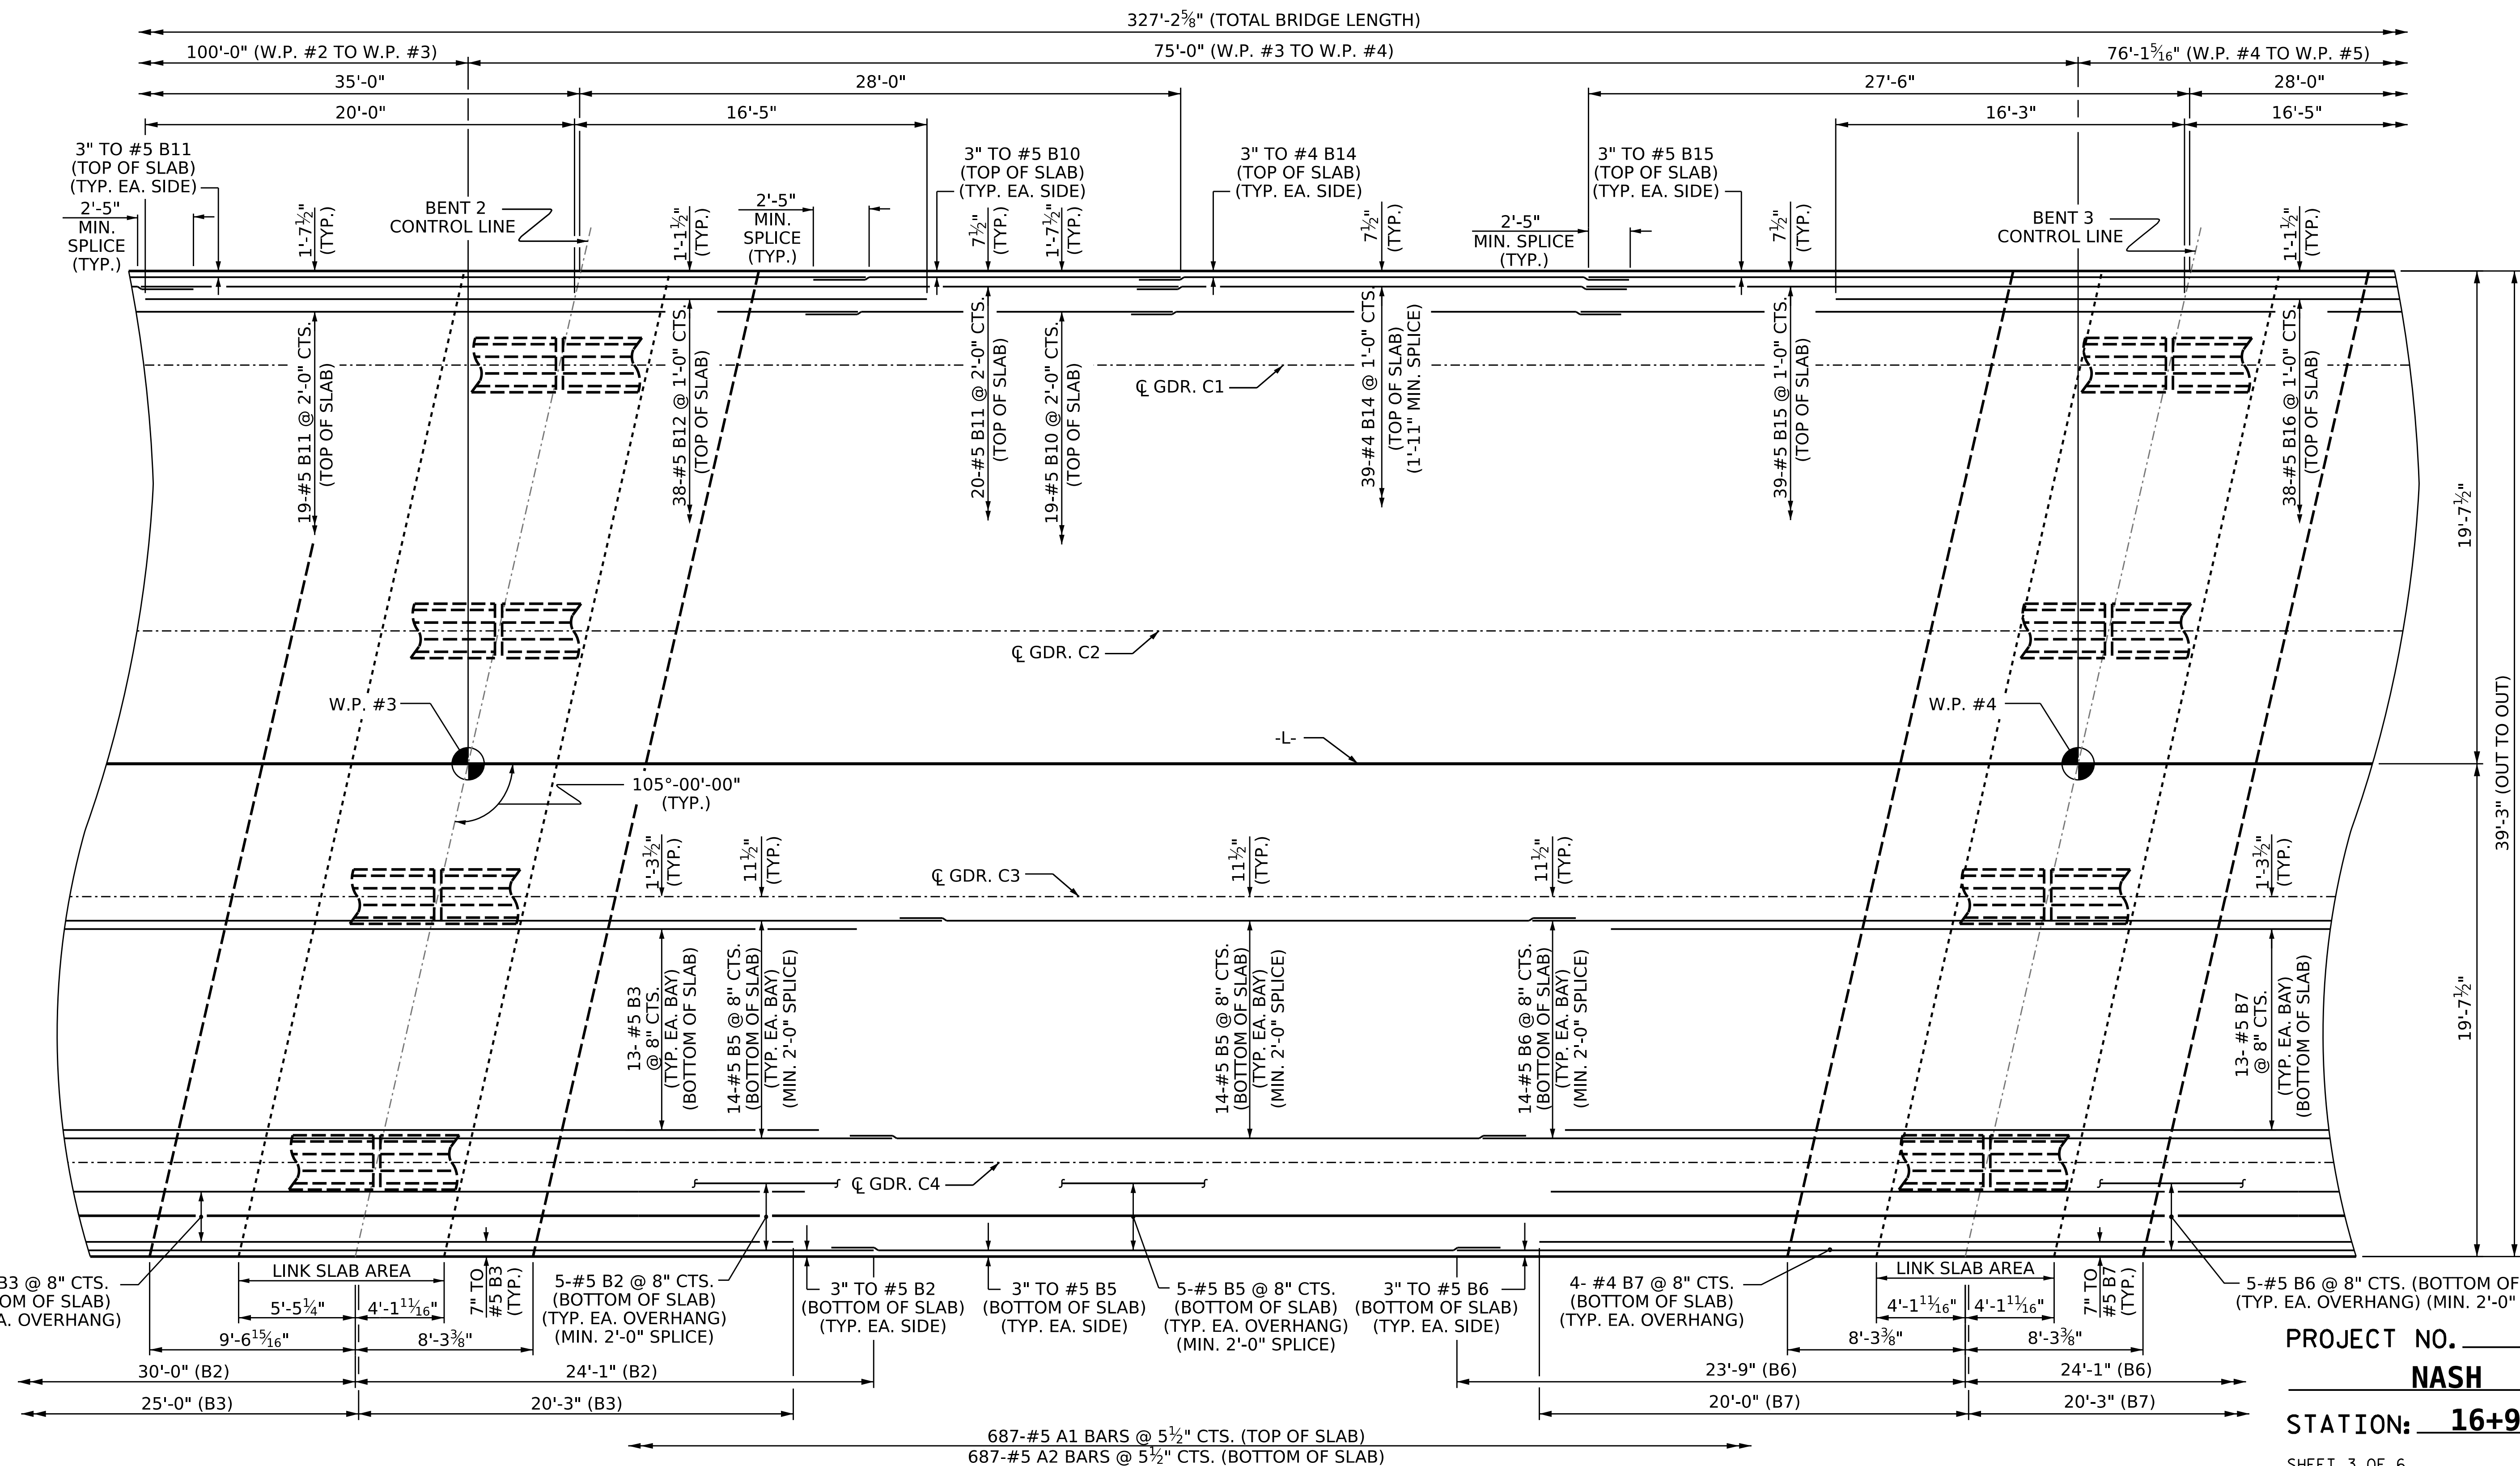 327'-2⅝" (TOTAL BRIDGE LENGTH)
100'-0" (W.P. #2 TO W.P. #3)
75'-0" (W.P. #3 TO W.P. #4)
76'-1 5/16" (W.P. #4 TO W.P. #5)
35'-0"
28'-0"
27'-6"
28'-0"
20'-0"
16'-5"
16'-3"
16'-5"
3" TO #5 B11
(TOP OF SLAB)
(TYP. EA. SIDE)
2'-5"
MIN.
SPLICE
(TYP.)
1'-7½"
(TYP.)
BENT 2
CONTROL LINE
1'-1½"
(TYP.)
2'-5"
MIN.
SPLICE
(TYP.)
3" TO #5 B10
(TOP OF SLAB)
(TYP. EA. SIDE)
7½"
(TYP.)
1'-7½"
(TYP.)
3" TO #4 B14
(TOP OF SLAB)
(TYP. EA. SIDE)
7½"
(TYP.)
2'-5"
MIN. SPLICE
(TYP.)
3" TO #5 B15
(TOP OF SLAB)
(TYP. EA. SIDE)
7½"
(TYP.)
BENT 3
CONTROL LINE
1'-1½"
(TYP.)
19-#5 B11 @ 2'-0" CTS.
(TOP OF SLAB)
38-#5 B12 @ 1'-0" CTS.
(TOP OF SLAB)
20-#5 B11 @ 2'-0" CTS.
(TOP OF SLAB)
19-#5 B10 @ 2'-0" CTS.
(TOP OF SLAB)
39-#4 B14 @ 1'-0" CTS.
(TOP OF SLAB)
(1'-11" MIN. SPLICE)
39-#5 B15 @ 1'-0" CTS.
(TOP OF SLAB)
38-#5 B16 @ 1'-0" CTS.
(TOP OF SLAB)
℄ GDR. C1
℄ GDR. C2
W.P. #3
W.P. #4
-L-
105°-00'-00"
(TYP.)
19'-7½"
39'-3" (OUT TO OUT)
19'-7½"
1'-3½"
(TYP.)
11½"
(TYP.)
℄ GDR. C3
11½"
(TYP.)
11½"
(TYP.)
1'-3½"
(TYP.)
13- #5 B3
@ 8" CTS.
(TYP. EA. BAY)
(BOTTOM OF SLAB)
14-#5 B5 @ 8" CTS.
(BOTTOM OF SLAB)
(TYP. EA. BAY)
(MIN. 2'-0" SPLICE)
14-#5 B5 @ 8" CTS.
(BOTTOM OF SLAB)
(TYP. EA. BAY)
(MIN. 2'-0" SPLICE)
14-#5 B6 @ 8" CTS.
(BOTTOM OF SLAB)
(TYP. EA. BAY)
(MIN. 2'-0" SPLICE)
13- #5 B7
@ 8" CTS.
(TYP. EA. BAY)
(BOTTOM OF SLAB)
℄ GDR. C4
B3 @ 8" CTS.
OM OF SLAB)
A. OVERHANG)
LINK SLAB AREA
5'-5¼"
4'-1 11/16"
7" TO
#5 B3
(TYP.)
9'-6 15/16"
8'-3⅜"
5-#5 B2 @ 8" CTS.
(BOTTOM OF SLAB)
(TYP. EA. OVERHANG)
(MIN. 2'-0" SPLICE)
3" TO #5 B2
(BOTTOM OF SLAB)
(TYP. EA. SIDE)
3" TO #5 B5
(BOTTOM OF SLAB)
(TYP. EA. SIDE)
5-#5 B5 @ 8" CTS.
(BOTTOM OF SLAB)
(TYP. EA. OVERHANG)
(MIN. 2'-0" SPLICE)
3" TO #5 B6
(BOTTOM OF SLAB)
(TYP. EA. SIDE)
4- #4 B7 @ 8" CTS.
(BOTTOM OF SLAB)
(TYP. EA. OVERHANG)
LINK SLAB AREA
4'-1 11/16"
4'-1 11/16"
7" TO
#5 B7
(TYP.)
8'-3⅜"
8'-3⅜"
5-#5 B6 @ 8" CTS. (BOTTOM OF
(TYP. EA. OVERHANG) (MIN. 2'-0"
30'-0" (B2)
24'-1" (B2)
23'-9" (B6)
24'-1" (B6)
25'-0" (B3)
20'-3" (B3)
20'-0" (B7)
20'-3" (B7)
687-#5 A1 BARS @ 5½" CTS. (TOP OF SLAB)
687-#5 A2 BARS @ 5½" CTS. (BOTTOM OF SLAB)
PROJECT NO.
NASH
STATION: 16+9
SHEET 3 OF 6